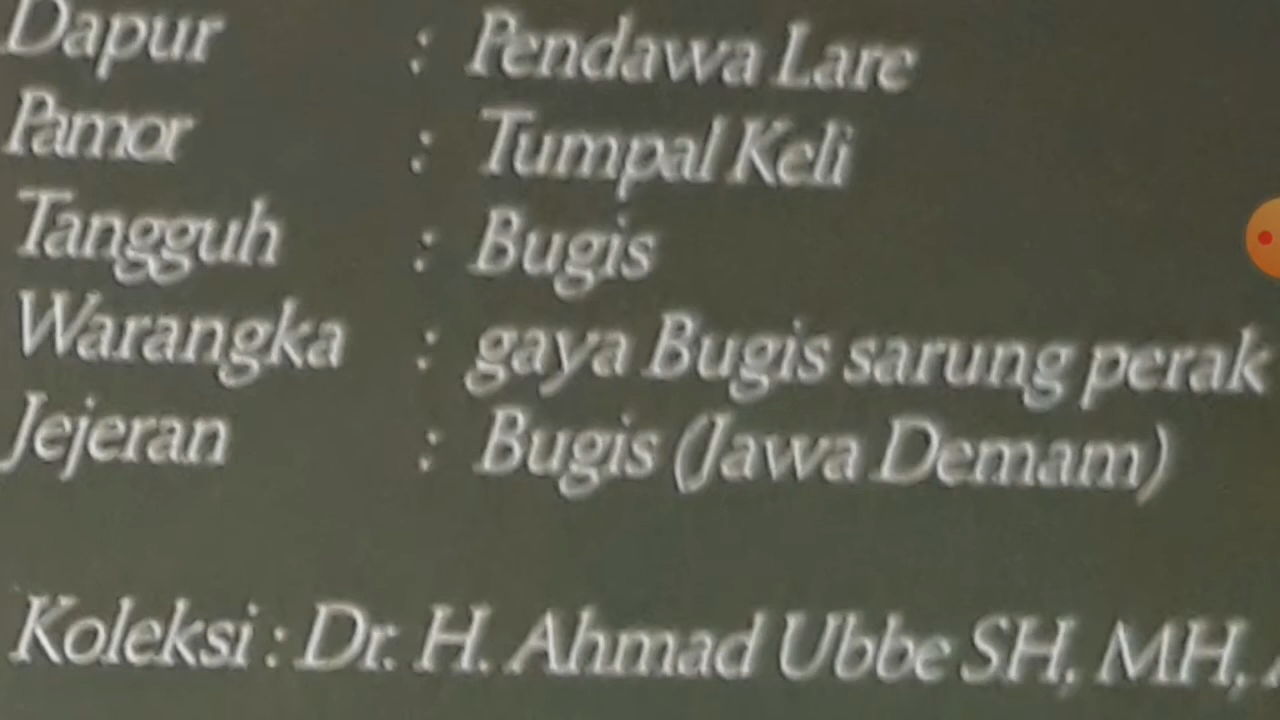 Dapur : Pendawa Lare
Pamor : Tumpal Keli
Tangguh : Bugis
Warangka : gaya Bugis sarung perak
Jejeran : Bugis (Jawa Demam)
Koleksi : Dr. H. Ahmad Ubbe SH, MH,